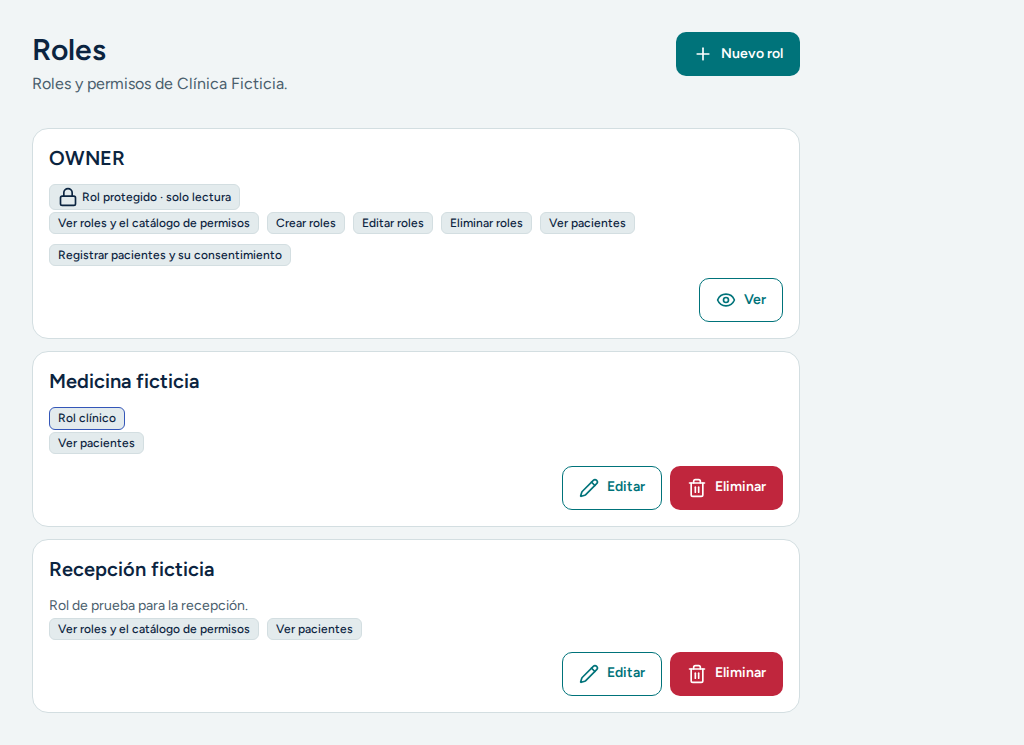 Roles
Nuevo rol
Roles y permisos de Clínica Ficticia.
OWNER
Rol protegido · solo lectura
Ver roles y el catálogo de permisos Crear roles Editar roles Eliminar roles Ver pacientes
Registrar pacientes y su consentimiento
Ver
Medicina ficticia
Rol clínico
Ver pacientes
Editar Eliminar
Recepción ficticia
Rol de prueba para la recepción.
Ver roles y el catálogo de permisos Ver pacientes
Editar Eliminar